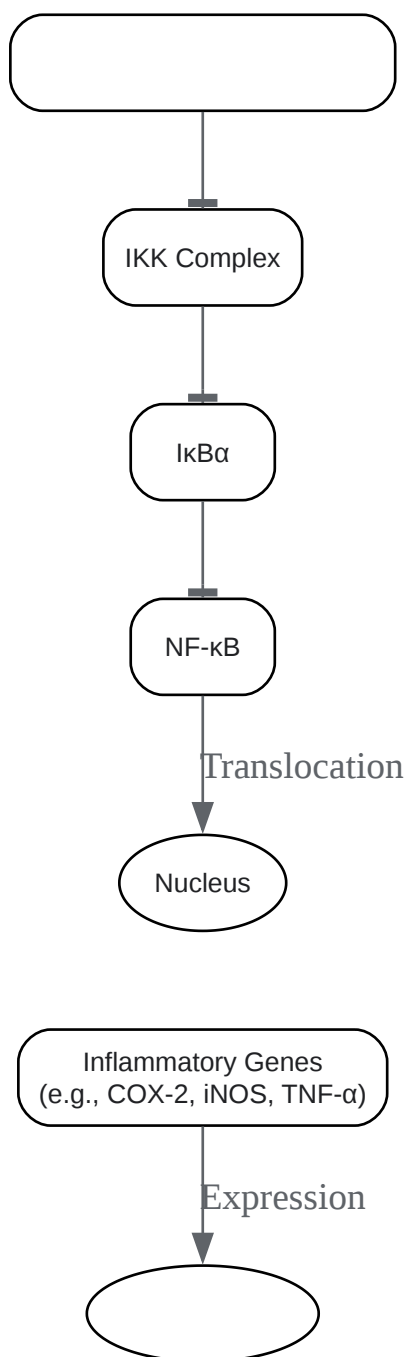 IKK Complex
IκBα
NF-κB
Translocation
Nucleus
Inflammatory Genes
(e.g., COX-2, iNOS, TNF-α)
Expression